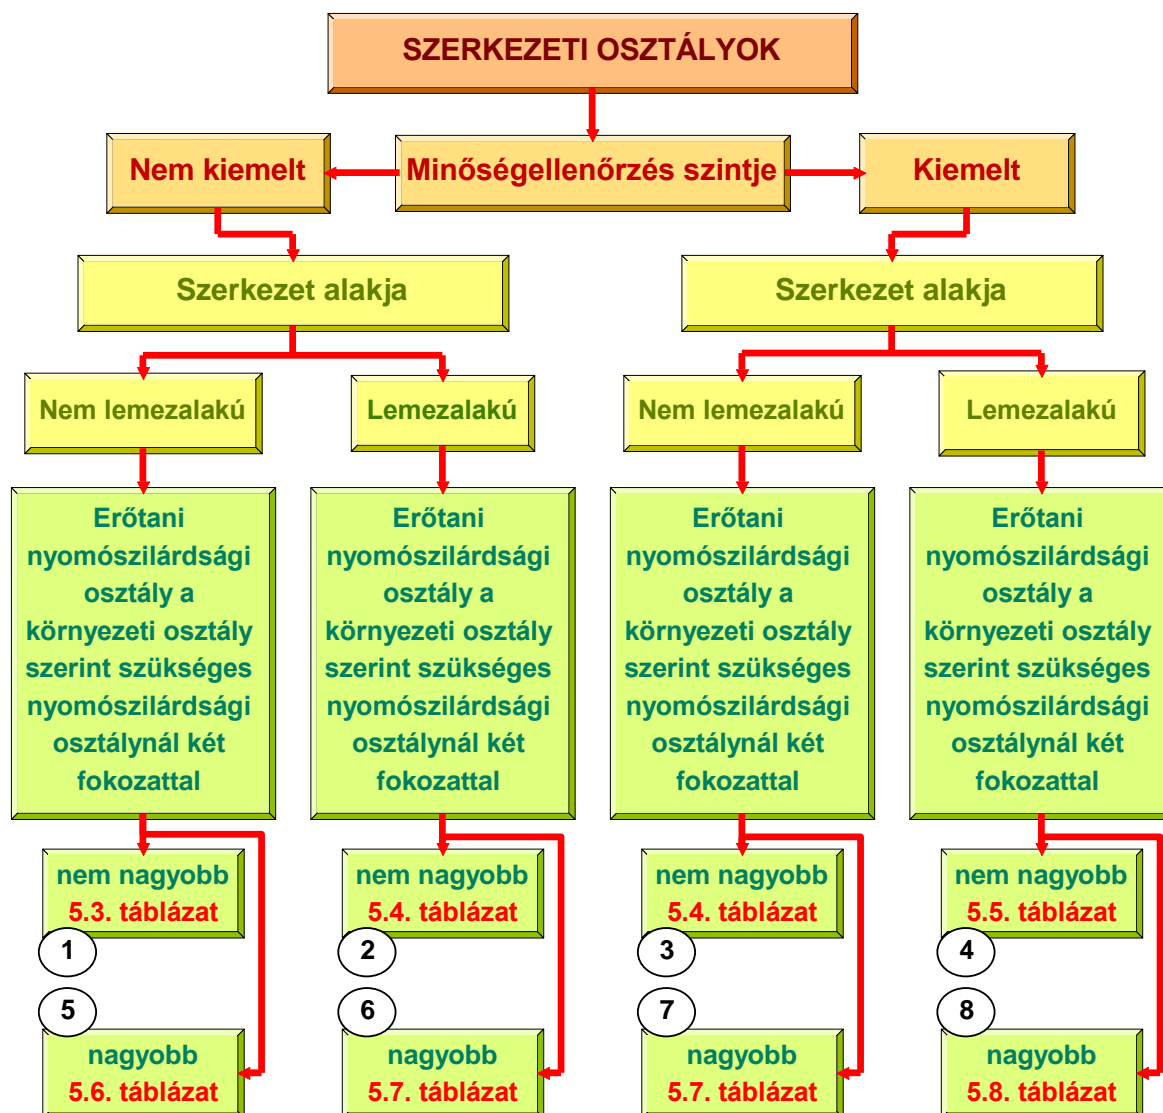 SZERKEZETI OSZTÁLYOK
Nem kiemelt
Minőségellenőrzés szintje
Kiemelt
Szerkezet alakja
Szerkezet alakja
Nem lemezalakú
Lemezalakú
Nem lemezalakú
Lemezalakú
Erőtani
nyomószilárdsági
osztály a
környezeti osztály
szerint szükséges
nyomószilárdsági
osztálynál két
fokozattal
Erőtani
nyomószilárdsági
osztály a
környezeti osztály
szerint szükséges
nyomószilárdsági
osztálynál két
fokozattal
Erőtani
nyomószilárdsági
osztály a
környezeti osztály
szerint szükséges
nyomószilárdsági
osztálynál két
fokozattal
Erőtani
nyomószilárdsági
osztály a
környezeti osztály
szerint szükséges
nyomószilárdsági
osztálynál két
fokozattal
nem nagyobb
5.3. táblázat
1
nem nagyobb
5.4. táblázat
2
nem nagyobb
5.4. táblázat
3
nem nagyobb
5.5. táblázat
4
5
nagyobb
5.6. táblázat
6
nagyobb
5.7. táblázat
7
nagyobb
5.7. táblázat
8
nagyobb
5.8. táblázat